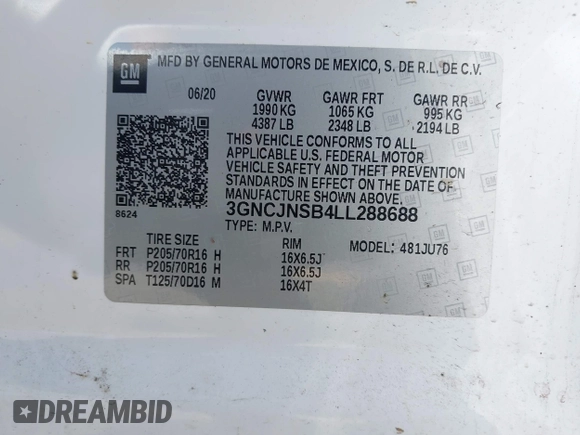 GM
MFD BY GENERAL MOTORS DE MEXICO, S. DE R.L. DE C.V.
06/20 GVWR GAWR FRT GAWR RR
1990 KG 1065 KG 995 KG
4387 LB 2348 LB 2194 LB
THIS VEHICLE CONFORMS TO ALL
APPLICABLE U.S. FEDERAL MOTOR
VEHICLE SAFETY AND THEFT PREVENTION
STANDARDS IN EFFECT ON THE DATE OF
MANUFACTURE SHOWN ABOVE.
8624 3GNCJNSB4LL288688
TYPE: M.P.V.
TIRE SIZE RIM MODEL: 481JU76
FRT P205/70R16 H 16X6.5J
RR P205/70R16 H 16X6.5J
SPA T125/70D16 M 16X4T
DREAMBID